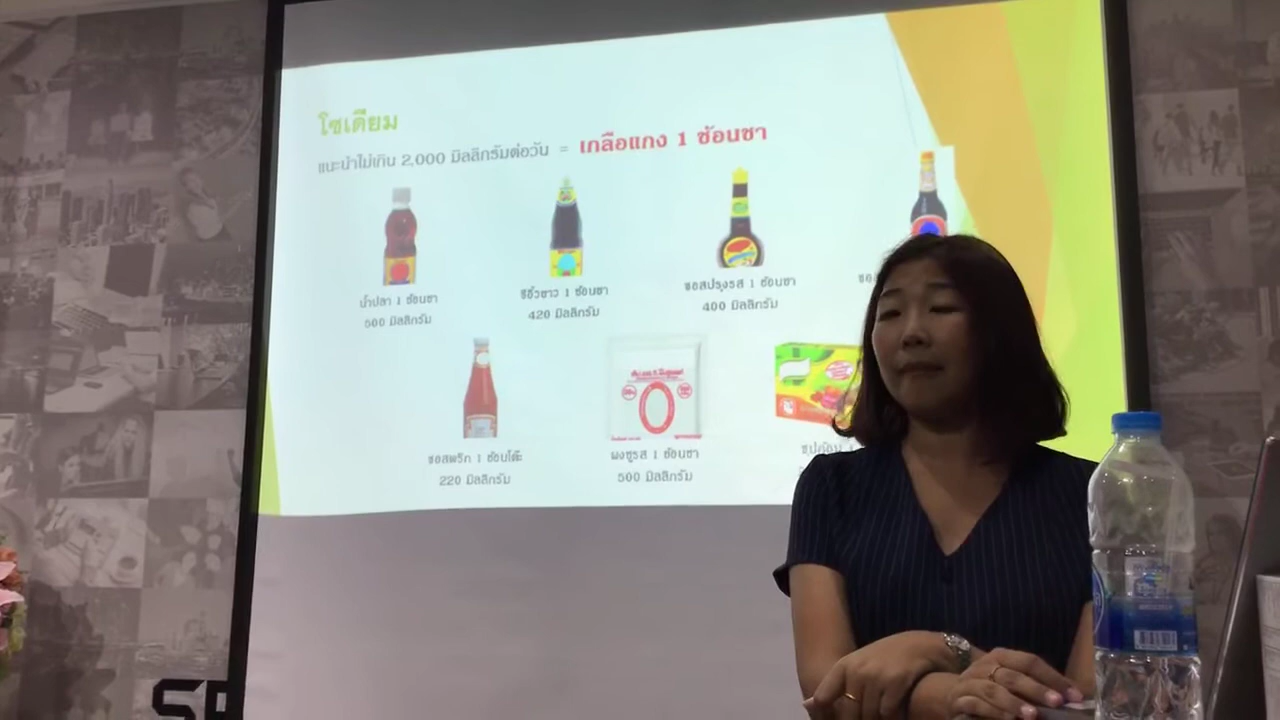 โซเดียม
แนะนำไม่เกิน 2,000 มิลลิกรัมต่อวัน = เกลือแกง 1 ช้อนชา
น้ำปลา 1 ช้อนชา
500 มิลลิกรัม
ซีอิ๊วขาว 1 ช้อนชา
420 มิลลิกรัม
ซอสปรุงรส 1 ช้อนชา
400 มิลลิกรัม
ซอสพริก 1 ช้อนโต๊ะ
220 มิลลิกรัม
ผงชูรส 1 ช้อนชา
500 มิลลิกรัม
ซุปก้อน 1